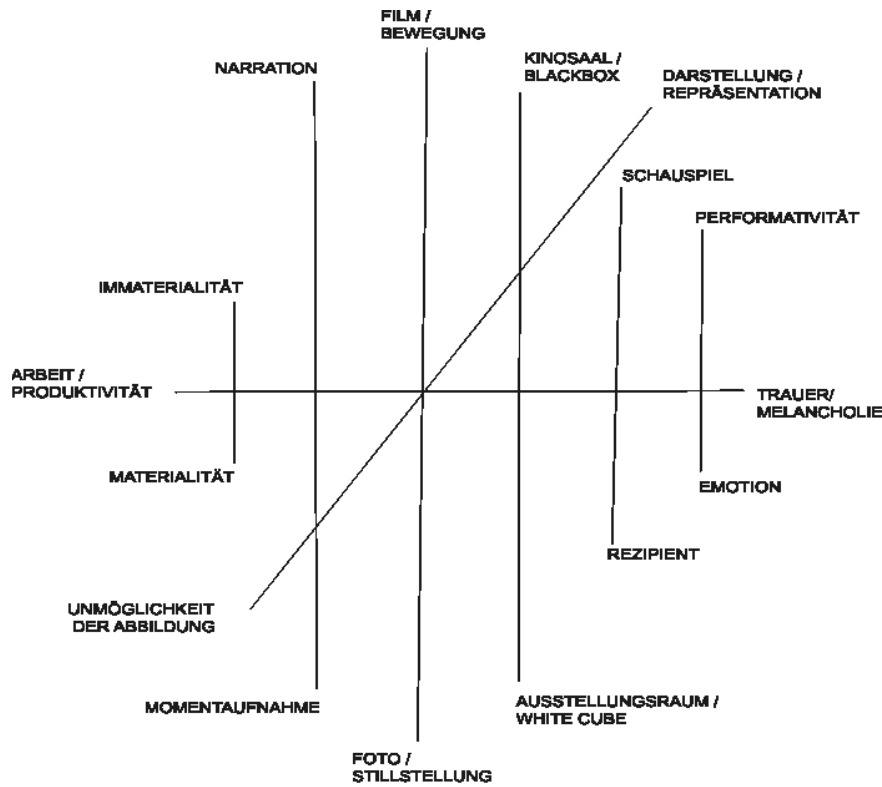 FILM /
BEWEGUNG
NARRATION
KINOSAAL /
BLACKBOX
DARSTELLUNG /
REPRÄSENTATION
SCHAUSPIEL
PERFORMATIVITÄT
IMMATERIALITÄT
ARBEIT /
PRODUKTIVITÄT
TRAUER/
MELANCHOLIE
MATERIALITÄT
EMOTION
REZIPIENT
UNMÖGLICHKEIT
DER ABBILDUNG
MOMENTAUFNAHME
AUSSTELLUNGSRAUM /
WHITE CUBE
FOTO /
STILLSTELLUNG